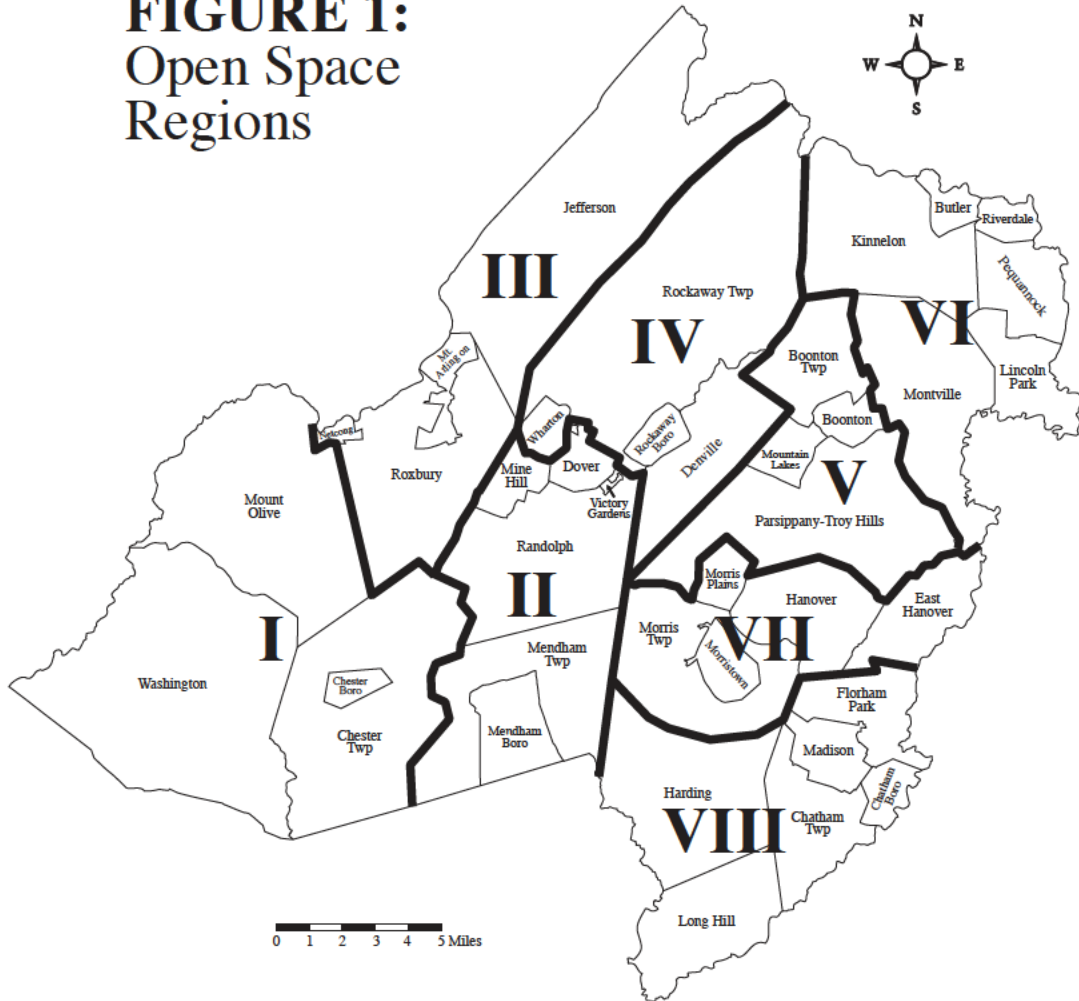 FIGURE 1:
Open Space
Regions
N
W
E
S
Jefferson
III
Butler
Riverdale
Kinnelon
Pequannock
Rockaway Twp
IV
VI
Mt.
Arlington
Boonton
Twp
Lincoln
Park
Montville
Netcong
Wharton
Rockaway
Boro
Boonton
Denville
Mountain
Lakes
V
Roxbury
Mine
Hill
Dover
Victory
Gardens
Mount
Olive
Parsippany-Troy Hills
Randolph
II
Morris
Plains
Hanover
East
Hanover
I
Morris
Twp
VII
Morristown
Mendham
Twp
Washington
Chester
Boro
Florham
Park
Chester
Twp
Mendham
Boro
Madison
Chatham
Boro
Harding
VIII
Chatham
Twp
Long Hill
0 1 2 3 4 5 Miles